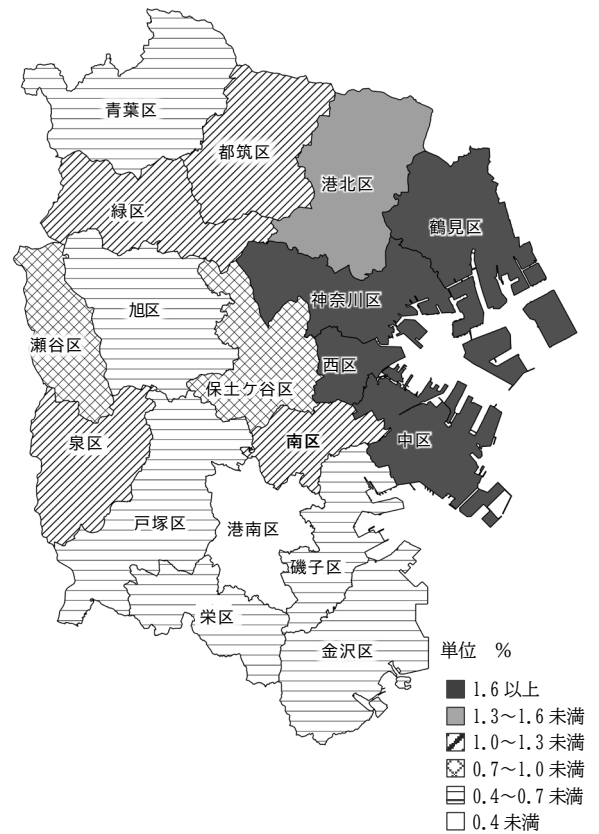 青葉区
都筑区
港北区
緑区
鶴見区
神奈川区
旭区
瀬谷区
西区
保土ケ谷区
泉区
南区
中区
戸塚区
港南区
磯子区
栄区
金沢区
単位 %
1.6以上
1.3～1.6未満
1.0～1.3未満
0.7～1.0未満
0.4～0.7未満
0.4未満